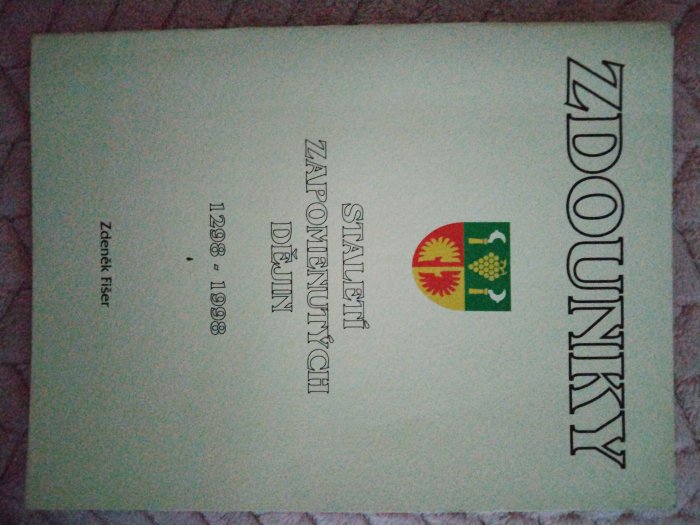 ZDOUNKY
STALETÍ
ZAPOMENUTÝCH
DĚJIN
1298 - 1998
Zdeněk Fišer